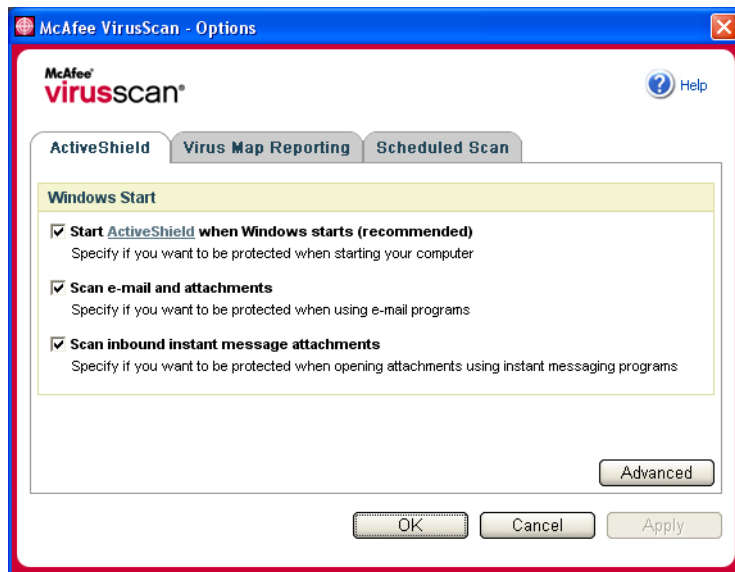 McAfee VirusScan - Options
McAfee®
virusscan®
Help
ActiveShield
Virus Map Reporting
Scheduled Scan
Windows Start
Start ActiveShield when Windows starts (recommended)
Specify if you want to be protected when starting your computer
Scan e-mail and attachments
Specify if you want to be protected when using e-mail programs
Scan inbound instant message attachments
Specify if you want to be protected when opening attachments using instant messaging programs
Advanced
OK
Cancel
Apply